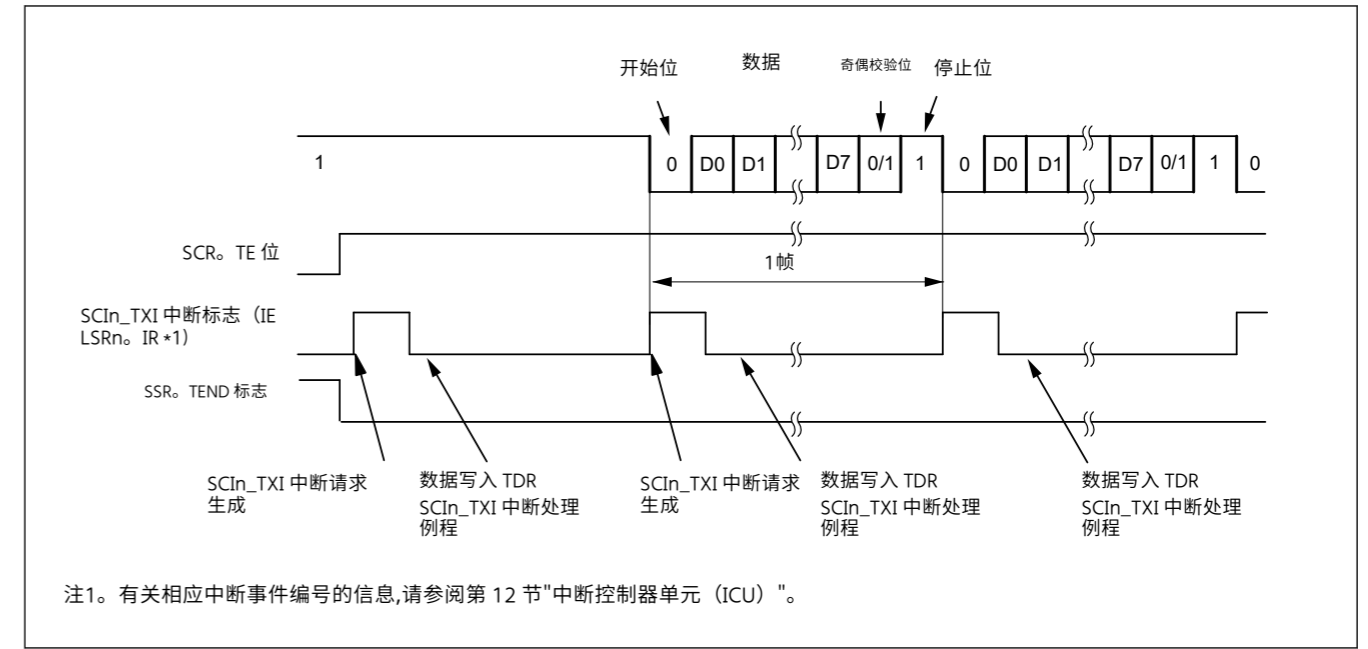 开始位 数据 奇偶校验位 停止位
1 0 D0 D1 D7 0/1 1 0 D0 D1 D7 0/1 1 0
SCR。TE 位
1帧
SCIn_TXI 中断标志（IE
LSRn。IR *1）
SSR。TEND 标志
SCIn_TXI 中断请求
生成
数据写入 TDR
SCIn_TXI 中断处理
例程
SCIn_TXI 中断请求
生成
数据写入 TDR
SCIn_TXI 中断处理
例程
数据写入 TDR
SCIn_TXI 中断处理
例程
注1。有关相应中断事件编号的信息,请参阅第 12 节"中断控制器单元（ICU）"。